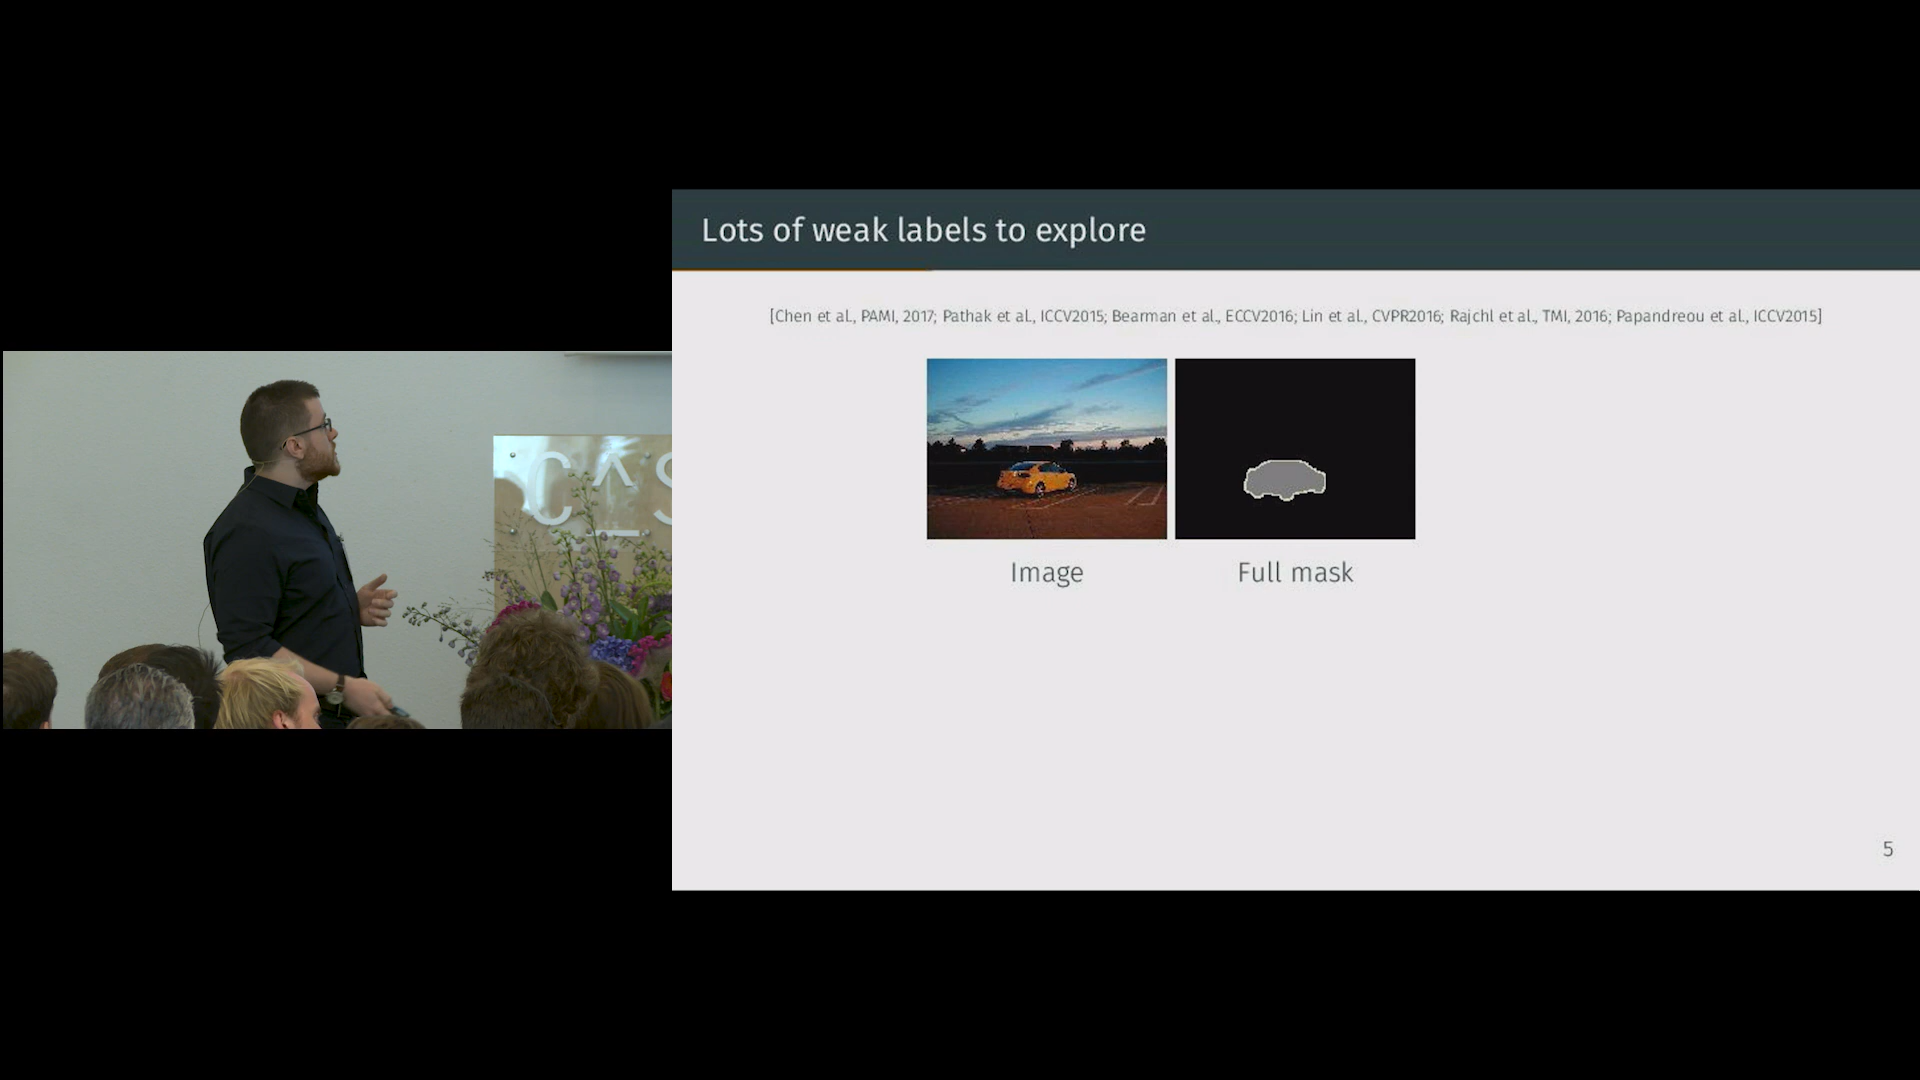 Lots of weak labels to explore
[Chen et al., PAMI, 2017; Pathak et al., ICCV2015; Bearman et al., ECCV2016; Lin et al., CVPR2016; Rajchl et al., TMI, 2016; Papandreou et al., ICCV2015]
Image
Full mask
5